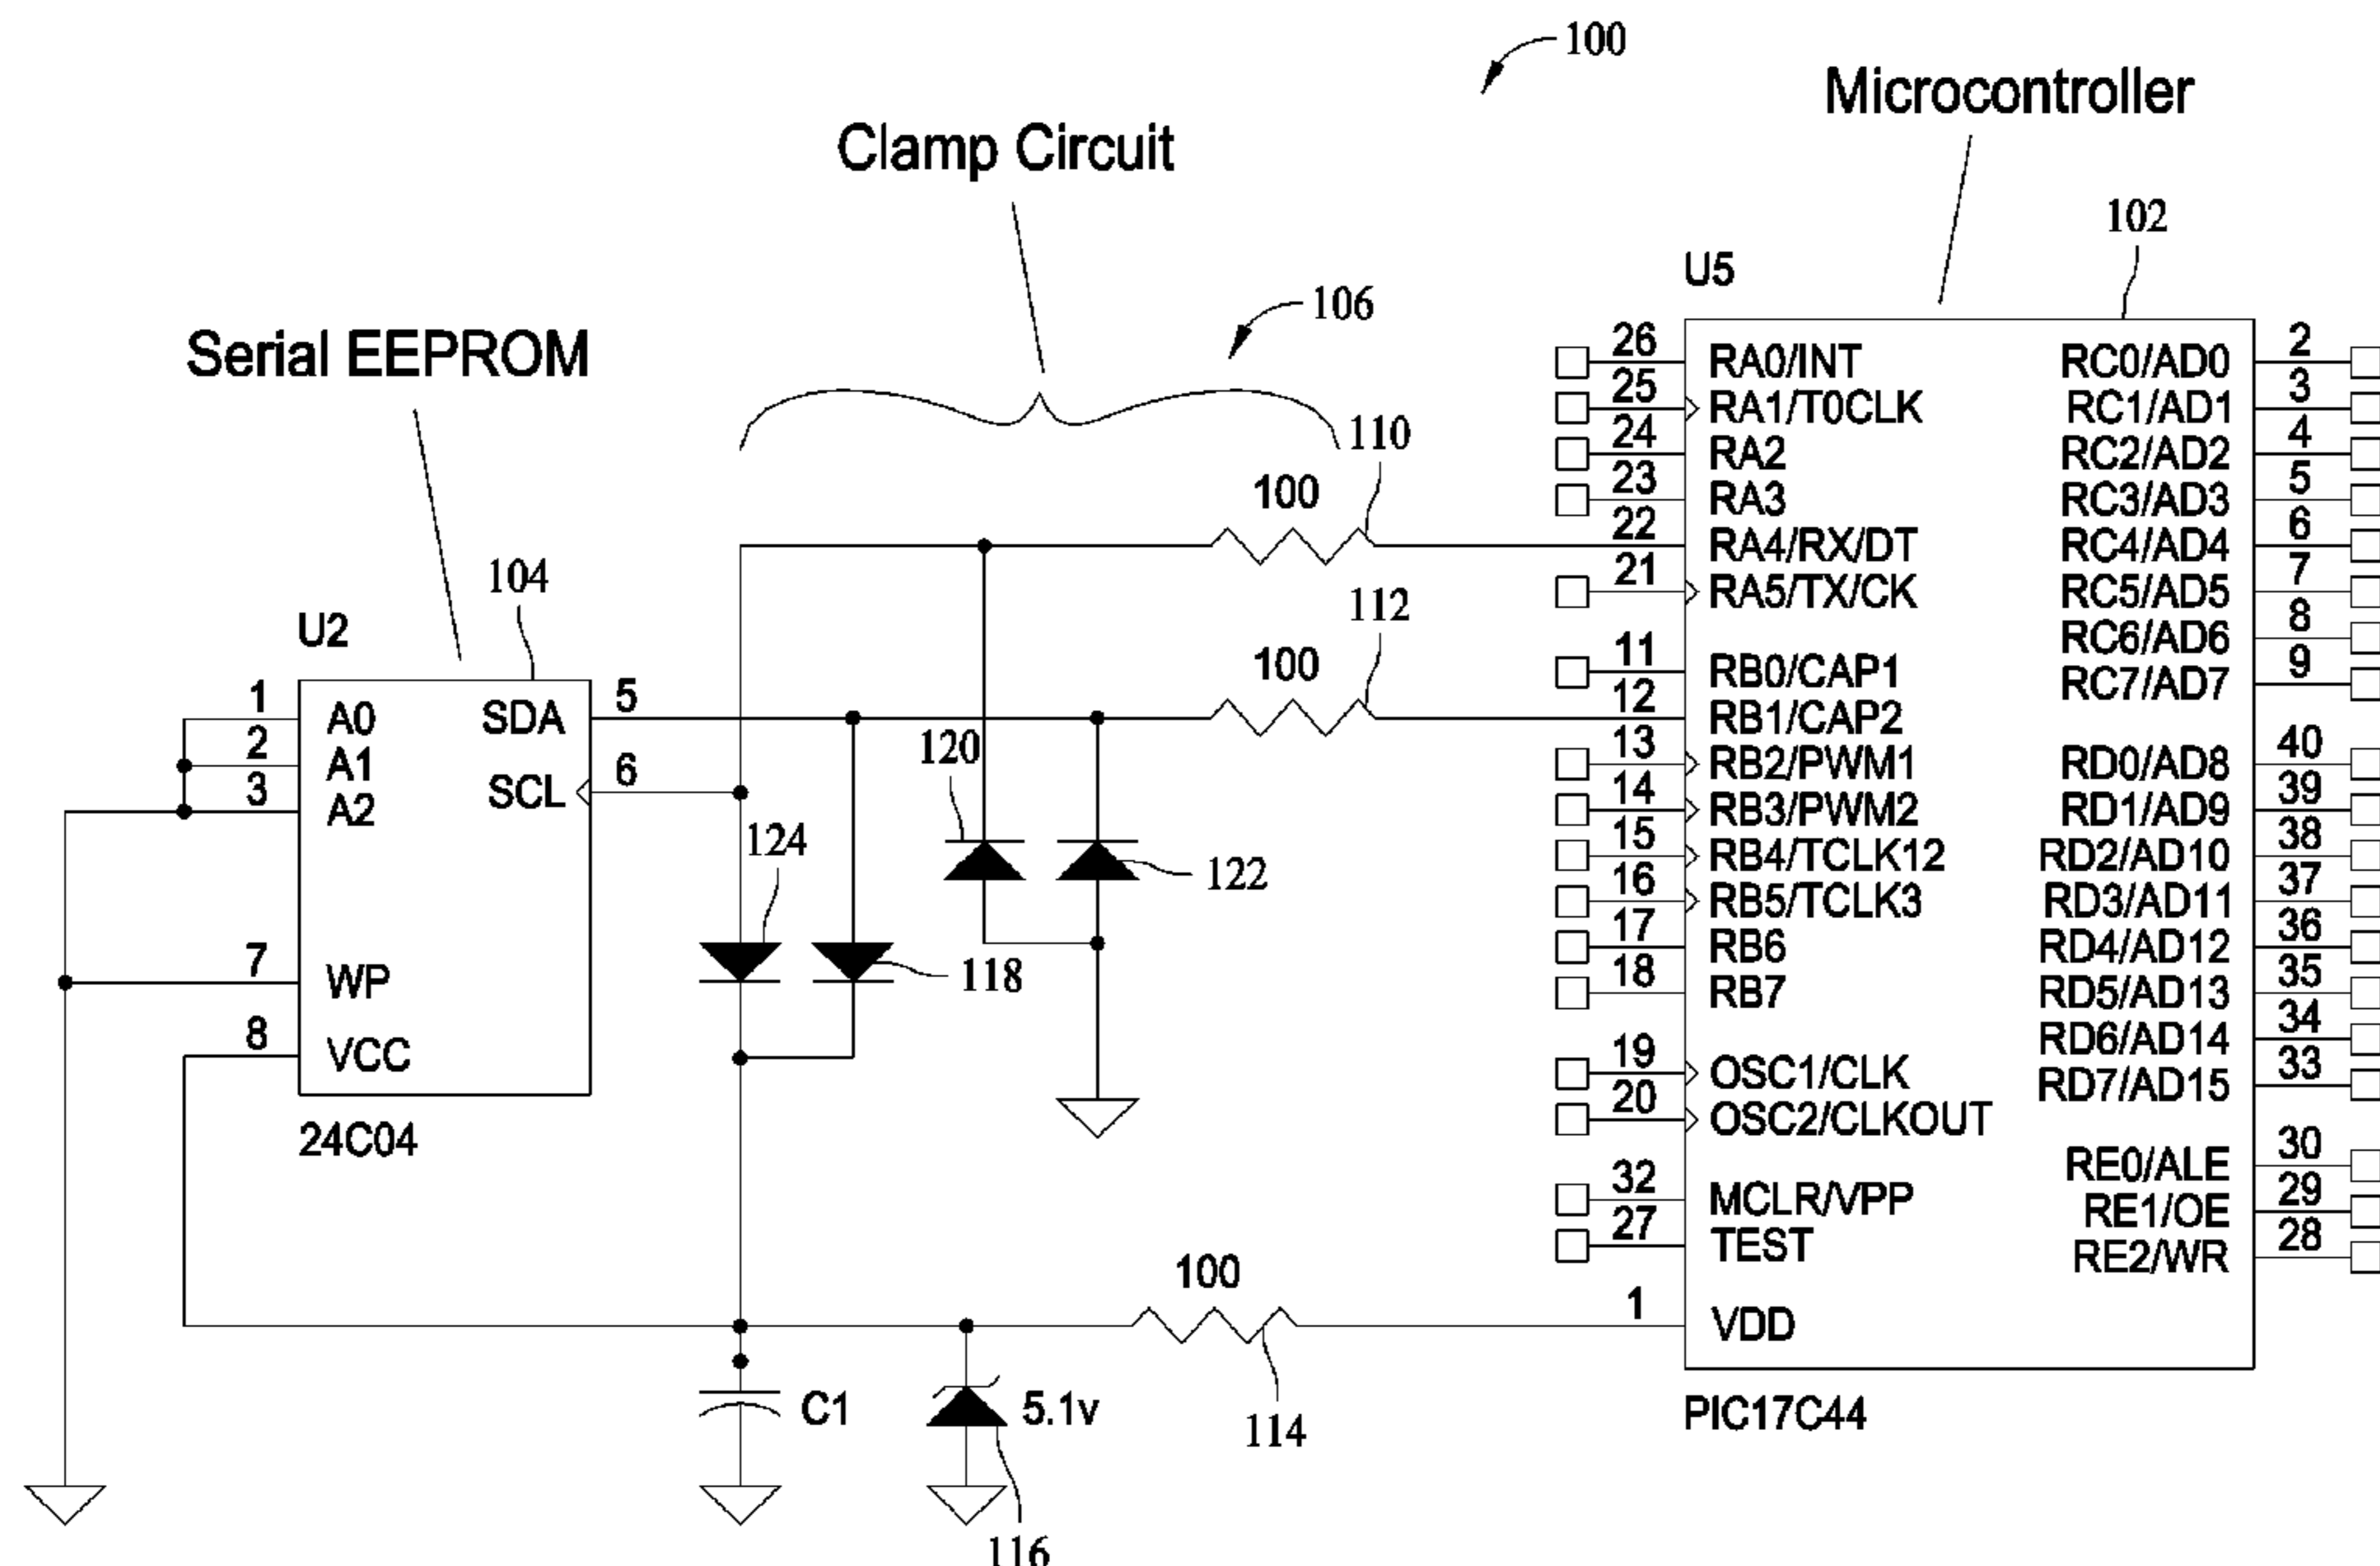 100
Microcontroller
Clamp Circuit
102
U5
106
Serial EEPROM
110
100
104
U2
112
100
1 A0
2 A1
3 A2
7 WP
8 VCC
SDA 5
SCL 6
24C04
120
122
124
118
26 RA0/INT
25 RA1/T0CLK
24 RA2
23 RA3
22 RA4/RX/DT
21 RA5/TX/CK
11 RB0/CAP1
12 RB1/CAP2
13 RB2/PWM1
14 RB3/PWM2
15 RB4/TCLK12
16 RB5/TCLK3
17 RB6
18 RB7
19 OSC1/CLK
20 OSC2/CLKOUT
32 MCLR/VPP
27 TEST
1 VDD
RC0/AD0 2
RC1/AD1 3
RC2/AD2 4
RC3/AD3 5
RC4/AD4 6
RC5/AD5 7
RC6/AD6 8
RC7/AD7 9
RD0/AD8 40
RD1/AD9 39
RD2/AD10 38
RD3/AD11 37
RD4/AD12 36
RD5/AD13 35
RD6/AD14 34
RD7/AD15 33
RE0/ALE 30
RE1/OE 29
RE2/WR 28
PIC17C44
100
114
C1
5.1v
116